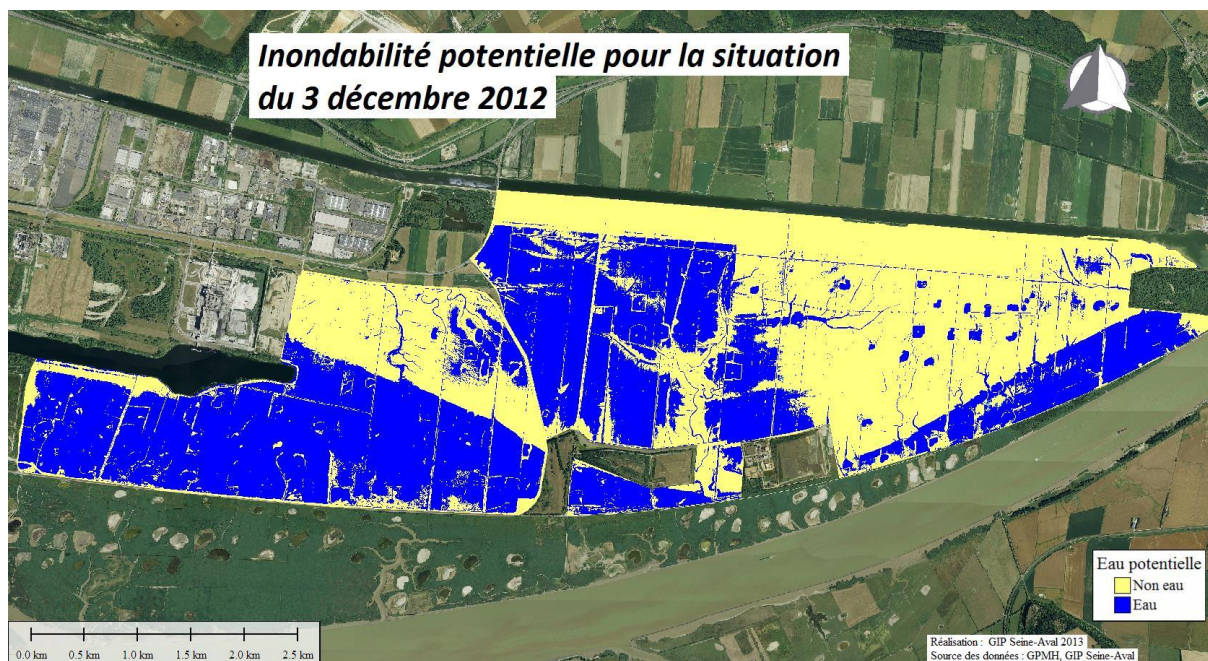 Inondabilité potentielle pour la situation
du 3 décembre 2012
Eau potentielle
Non eau
Eau
0.0 km 0.5 km 1.0 km 1.5 km 2.0 km 2.5 km
Réalisation : GIP Seine-Aval 2013
Source des données : GPMH, GIP Seine-Aval